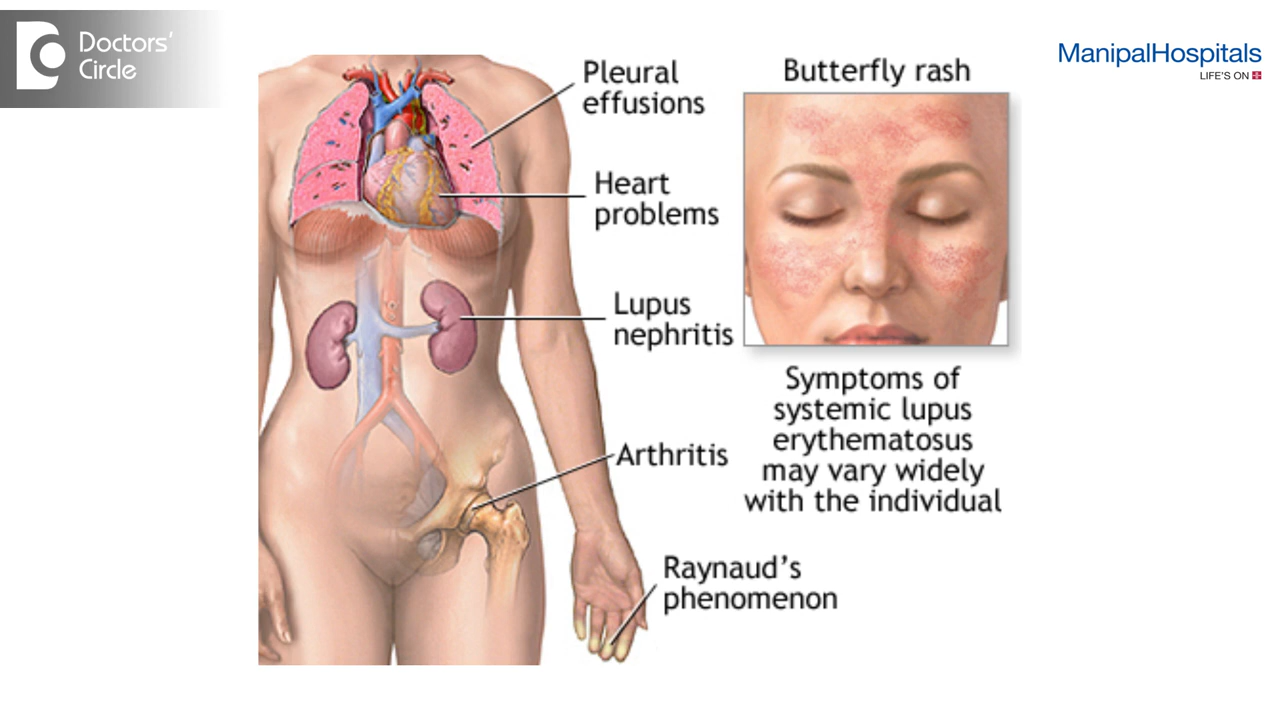 Doctors'
Circle
ManipalHospitals
LIFE'S ON
Pleural
effusions
Heart
problems
Lupus
nephritis
Arthritis
Raynaud's
phenomenon
Butterfly rash
Symptoms of
systemic lupus
erythematosus
may vary widely
with the individual